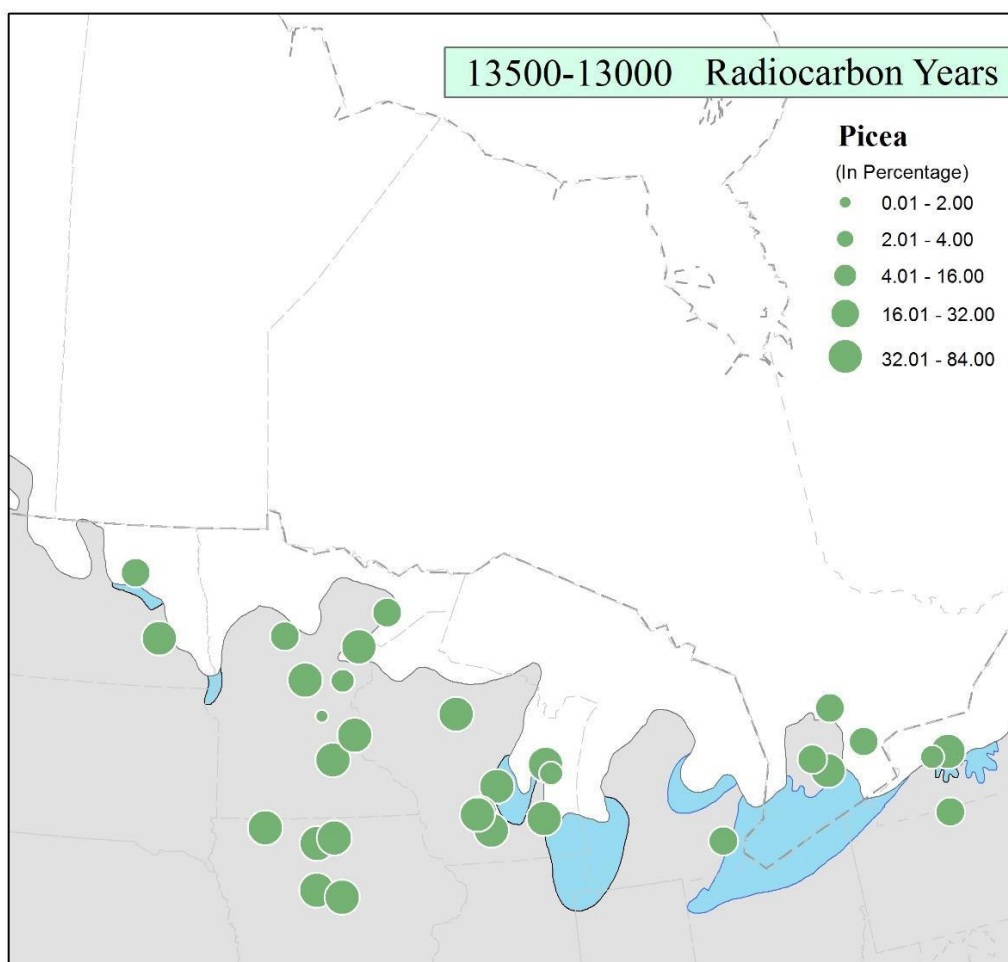 13500-13000 Radiocarbon Years
Picea
(In Percentage)
0.01 - 2.00
2.01 - 4.00
4.01 - 16.00
16.01 - 32.00
32.01 - 84.00